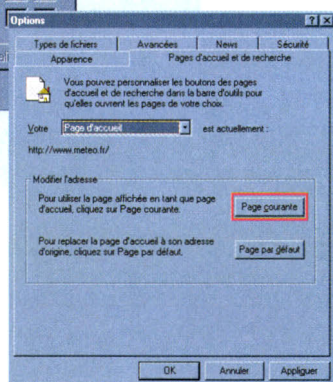 Options
Types de fichiers Avancées News Sécurité
Apparence Pages d'accueil et de recherche
Vous pouvez personnaliser les boutons des pages
d'accueil et de recherche dans la barre d'outils pour
qu'elles ouvrent les pages de votre choix.
Votre Page d'accueil est actuellement :
http://www.meteo.fr/
Modifier l'adresse
Pour utiliser la page affichée en tant que page
d'accueil, cliquez sur Page courante.
Page courante
Pour replacer la page d'accueil à son adresse
d'origine, cliquez sur Page par défaut.
Page par défaut
OK Annuler Appliquer